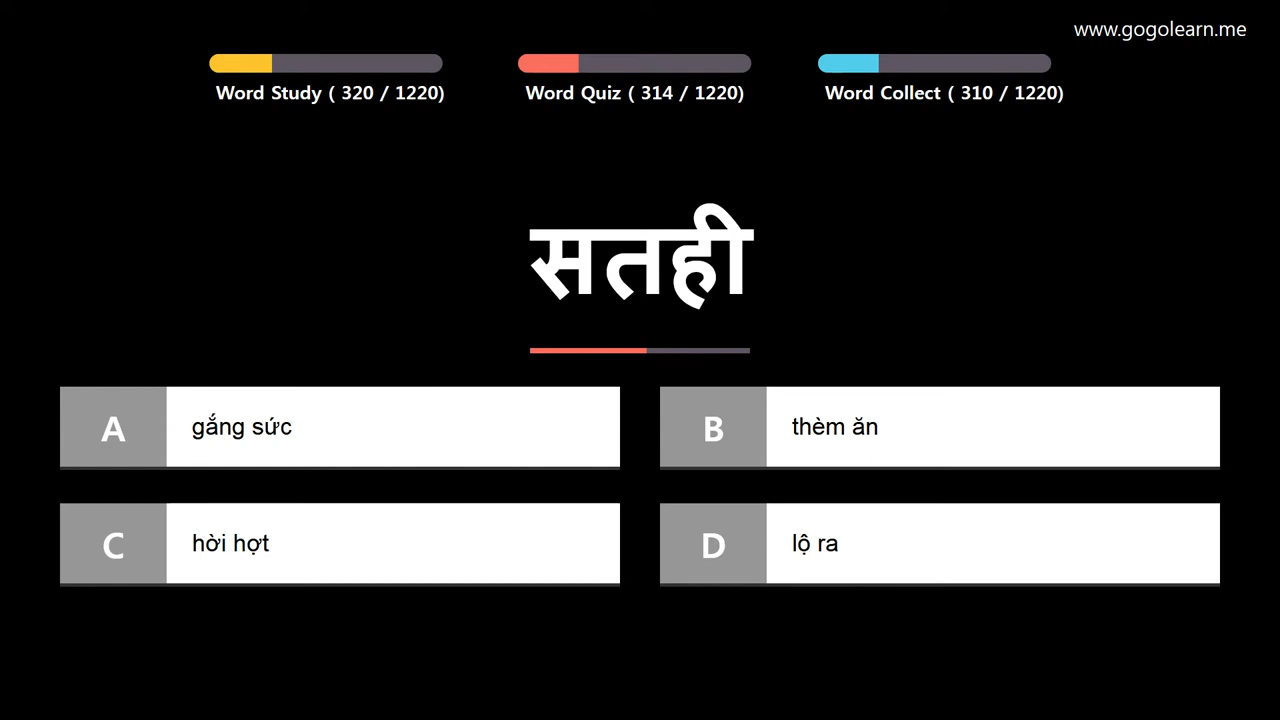 www.gogolearn.me
Word Study ( 320 / 1220)
Word Quiz ( 314 / 1220)
Word Collect ( 310 / 1220)
सतही
A
gắng sức
B
thèm ăn
C
hời hợt
D
lộ ra